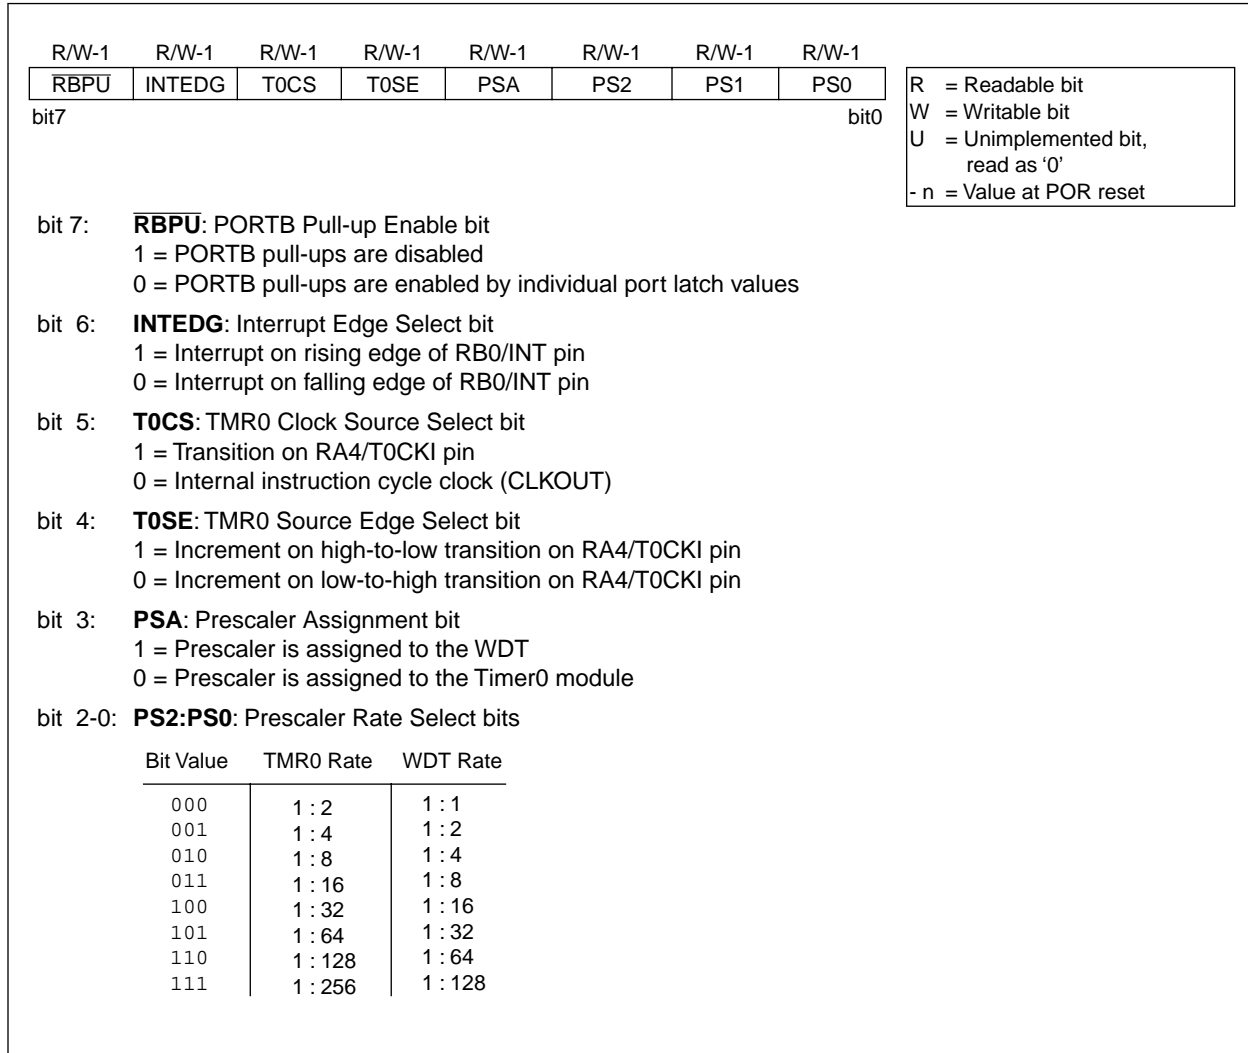 R/W-1 R/W-1 R/W-1 R/W-1 R/W-1 R/W-1 R/W-1 R/W-1
RBPU INTEDG T0CS T0SE PSA PS2 PS1 PS0
bit7 bit0
R = Readable bit
W = Writable bit
U = Unimplemented bit,
read as ‘0’
- n = Value at POR reset
bit 7: RBPU: PORTB Pull-up Enable bit
1 = PORTB pull-ups are disabled
0 = PORTB pull-ups are enabled by individual port latch values
bit 6: INTEDG: Interrupt Edge Select bit
1 = Interrupt on rising edge of RB0/INT pin
0 = Interrupt on falling edge of RB0/INT pin
bit 5: T0CS: TMR0 Clock Source Select bit
1 = Transition on RA4/T0CKI pin
0 = Internal instruction cycle clock (CLKOUT)
bit 4: T0SE: TMR0 Source Edge Select bit
1 = Increment on high-to-low transition on RA4/T0CKI pin
0 = Increment on low-to-high transition on RA4/T0CKI pin
bit 3: PSA: Prescaler Assignment bit
1 = Prescaler is assigned to the WDT
0 = Prescaler is assigned to the Timer0 module
bit 2-0: PS2:PS0: Prescaler Rate Select bits
Bit Value TMR0 Rate WDT Rate
000 1 : 2 1 : 1
001 1 : 4 1 : 2
010 1 : 8 1 : 4
011 1 : 16 1 : 8
100 1 : 32 1 : 16
101 1 : 64 1 : 32
110 1 : 128 1 : 64
111 1 : 256 1 : 128